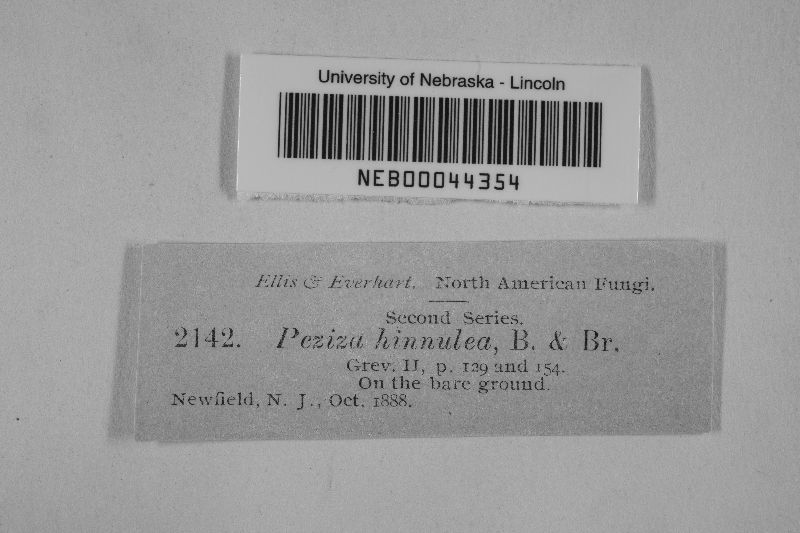 University of Nebraska - Lincoln
NEB00044354
Ellis & Everhart. North American Fungi.
Second Series.
2142. Peziza hinnulea, B. & Br.
Grev. II, p. 129 and 154.
On the bare ground.
Newfield, N. J., Oct. 1888.